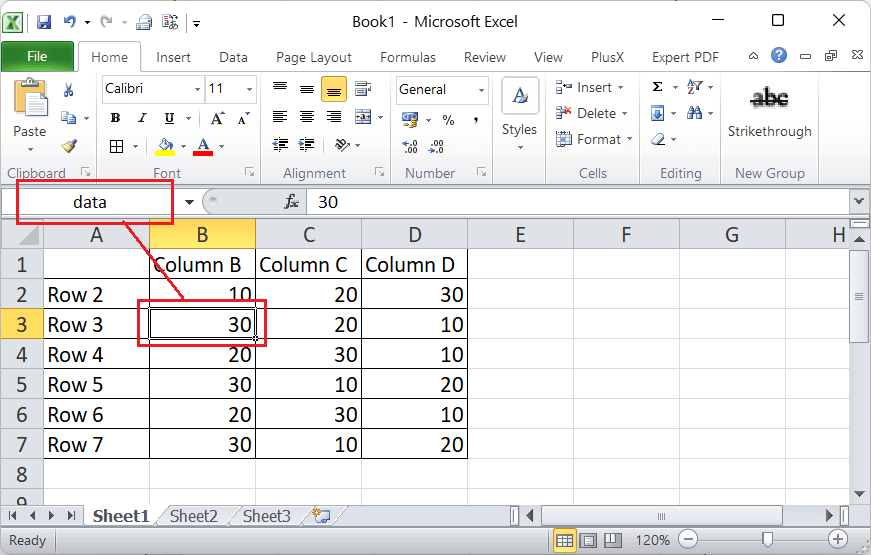 Book1 - Microsoft Excel
File Home Insert Data Page Layout Formulas Review View PlusX Expert PDF
Paste
Calibri 11
B I U A A
A
General
% ,
Styles
Insert
Delete
Format
Σ
abc
Strikethrough
Clipboard Font Alignment Number Cells Editing New Group
data fx 30
A B C D E F G H
1 Column B Column C Column D
2 Row 2 10 20 30
3 Row 3 30 20 10
4 Row 4 20 30 10
5 Row 5 30 10 20
6 Row 6 20 30 10
7 Row 7 30 10 20
8
9
Sheet1 Sheet2 Sheet3
Ready 120%